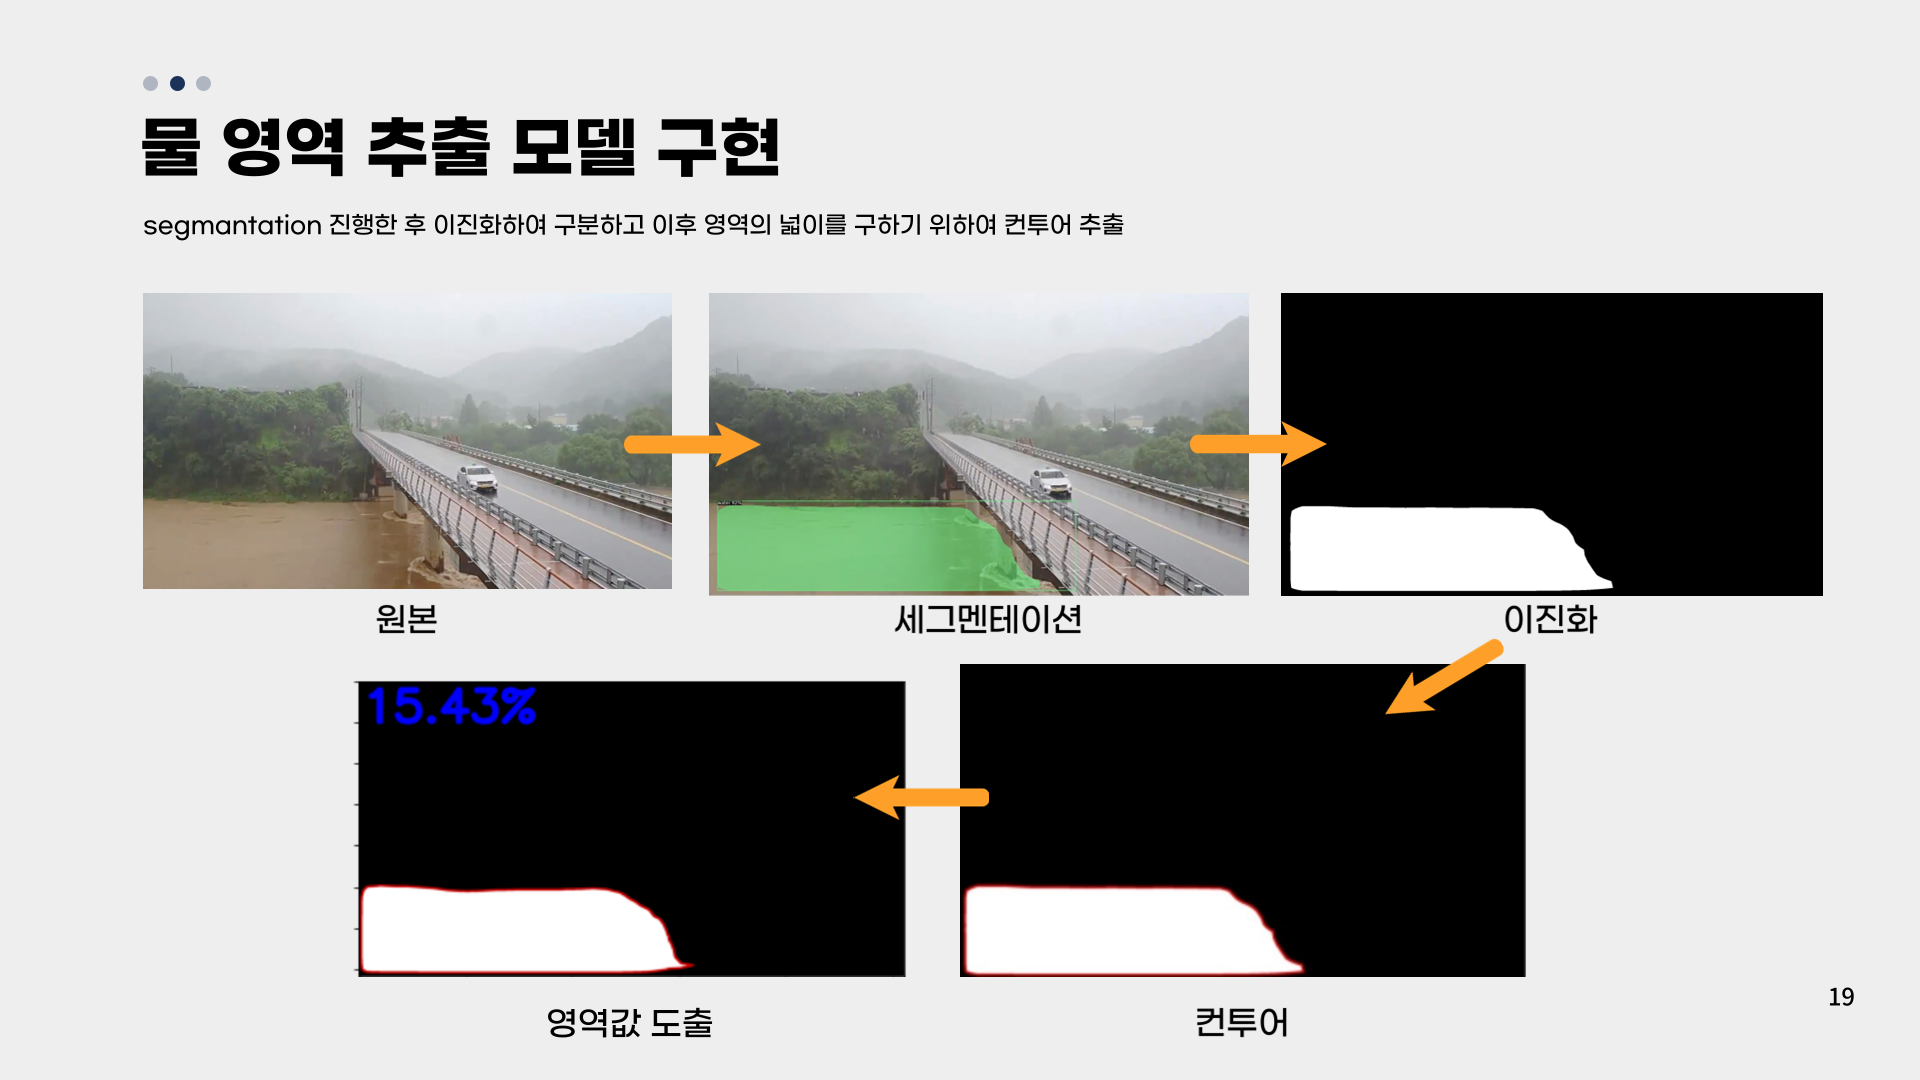 물 영역 추출 모델 구현
segmantation 진행한 후 이진화하여 구분하고 이후 영역의 넓이를 구하기 위하여 컨투어 추출
원본
세그멘테이션
이진화
15.43%
영역값 도출
컨투어
19